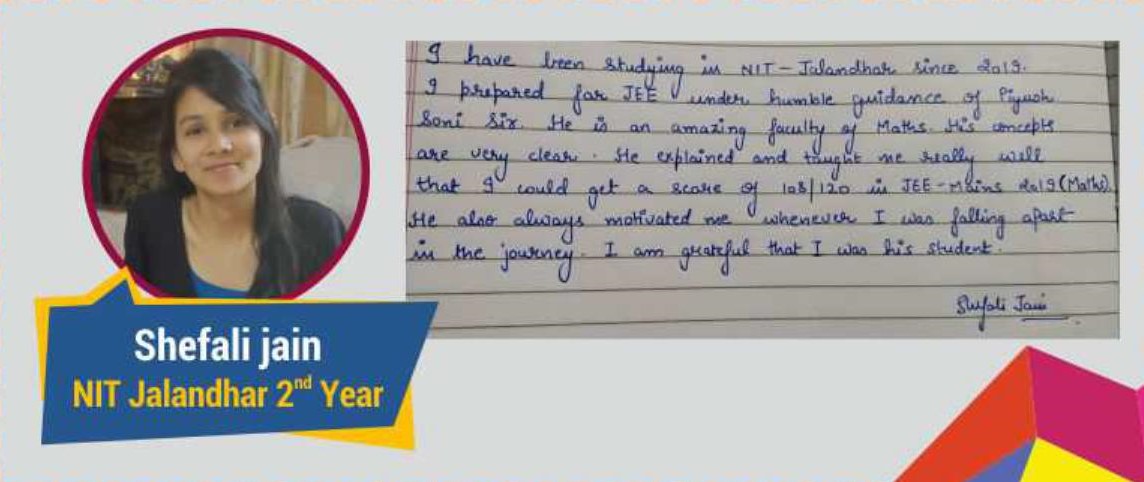 I have been studying in NIT - Jalandhar since 2019.
I prepared for JEE under humble guidance of Piyush
Soni Sir. He is an amazing faculty of Maths. His concepts
are very clear. He explained and taught me really well
that I could get a score of 108/120 in JEE-Mains 2019 (Maths).
He also always motivated me whenever I was falling apart
in the journey. I am grateful that I was his student.
Shefali Jain
Shefali jain
NIT Jalandhar 2nd Year